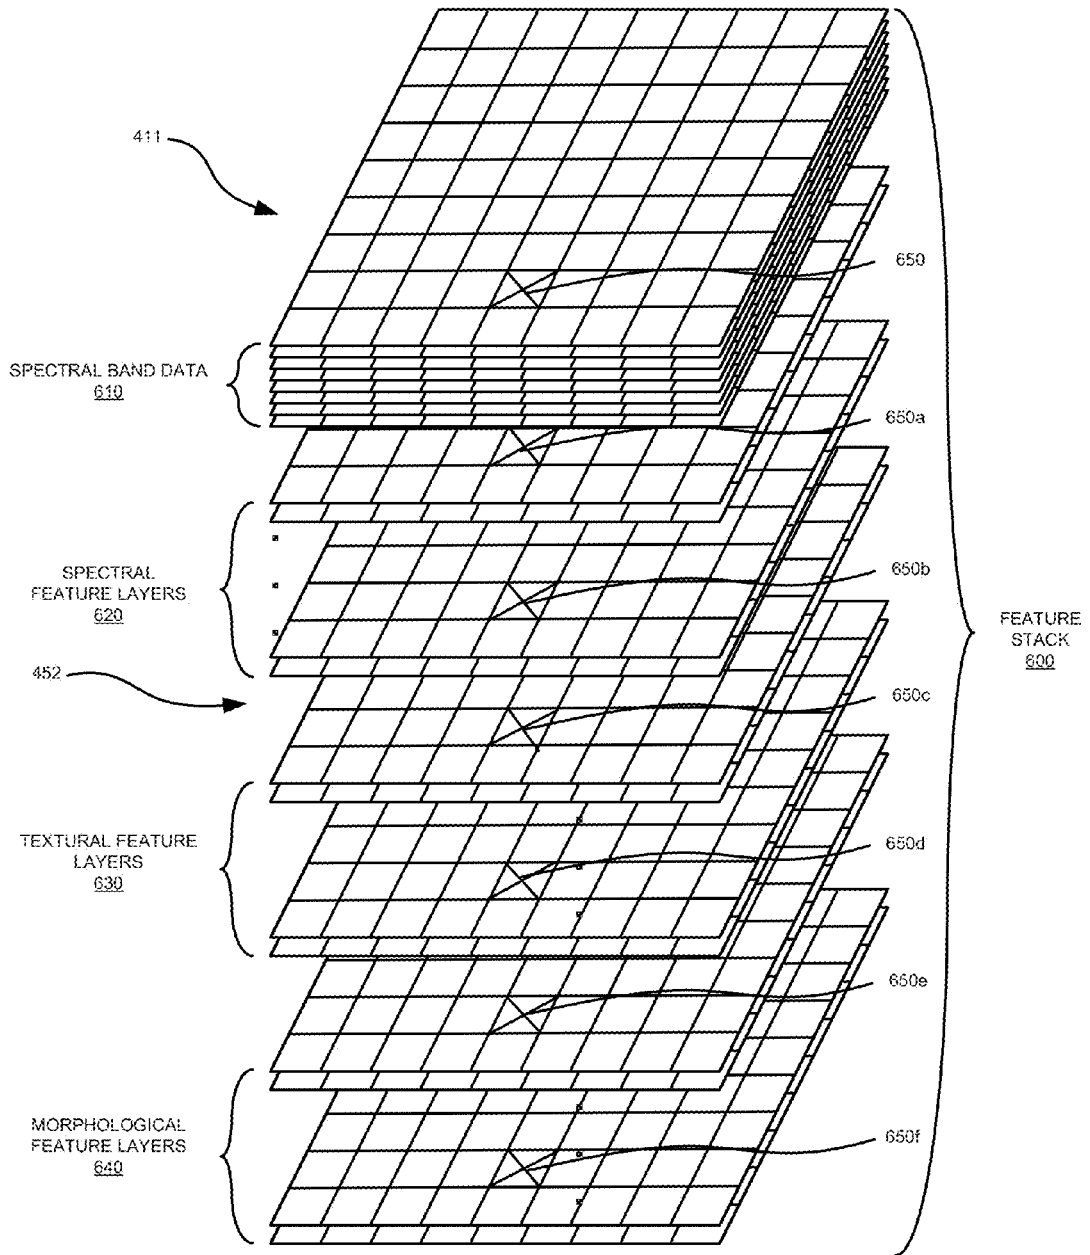 411
650
SPECTRAL BAND DATA
610
650a
SPECTRAL
FEATURE LAYERS
620
650b
FEATURE
STACK
600
452
650c
TEXTURAL FEATURE
LAYERS
630
650d
650e
MORPHOLOGICAL
FEATURE LAYERS
640
650f